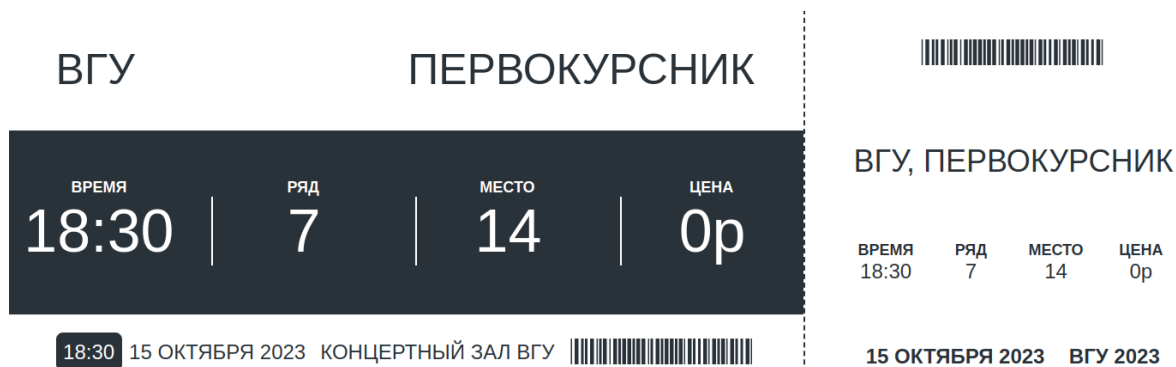 ВГУ ПЕРВОКУРСНИК
ВРЕМЯ РЯД МЕСТО ЦЕНА
18:30 7 14 0р
18:30 15 ОКТЯБРЯ 2023 КОНЦЕРТНЫЙ ЗАЛ ВГУ
ВГУ, ПЕРВОКУРСНИК
ВРЕМЯ РЯД МЕСТО ЦЕНА
18:30 7 14 0р
15 ОКТЯБРЯ 2023 ВГУ 2023